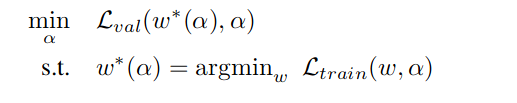 min_α ℒ_val(w*(α), α)
s.t. w*(α) = argmin_w ℒ_train(w, α)